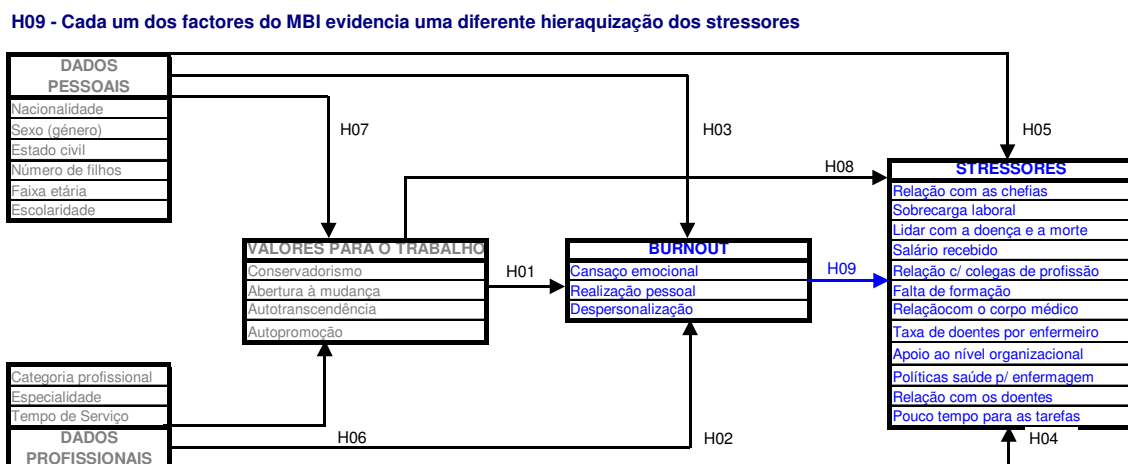 H09 - Cada um dos factores do MBI evidencia uma diferente hieraquização dos stressores
DADOS
PESSOAIS
Nacionalidade
Sexo (género)
Estado civil
Número de filhos
Faixa etária
Escolaridade
H07
H03
H05
H08
STRESSORES
Relação com as chefias
Sobrecarga laboral
Lidar com a doença e a morte
Salário recebido
Relação c/ colegas de profissão
Falta de formação
Relaçãocom o corpo médico
Taxa de doentes por enfermeiro
Apoio ao nível organizacional
Políticas saúde p/ enfermagem
Relação com os doentes
Pouco tempo para as tarefas
VALORES PARA O TRABALHO
Conservadorismo
Abertura à mudança
Autotranscendência
Autopromoção
H01
BURNOUT
Cansaço emocional
Realização pessoal
Despersonalização
H09
Categoria profissional
Especialidade
Tempo de Serviço
DADOS
PROFISSIONAIS
H06
H02
H04